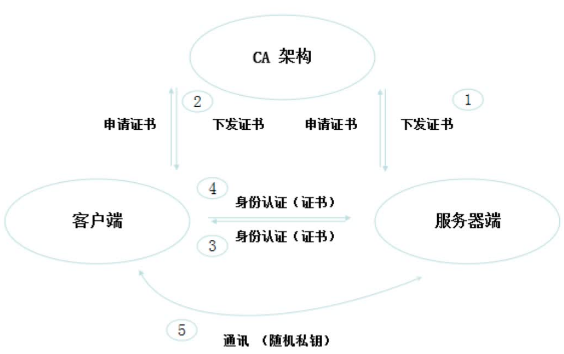 CA 架构
②
①
申请证书 下发证书 申请证书 下发证书
④
身份认证（证书）
客户端
服务器端
身份认证（证书）
③
⑤
通讯 （随机私钥）